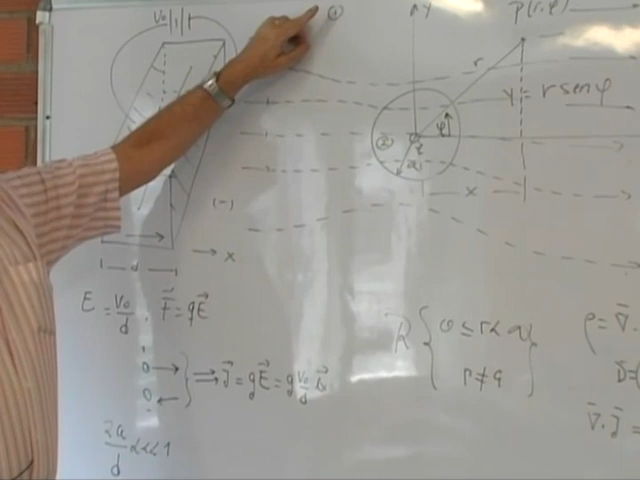 V₀
①
y
P(r,φ)
r
y = r sen φ
②
φ
x
(-)
x
d
E = V₀/d , F⃗ = qE⃗
R { 0 ≤ r < a
r ≠ a }
ρ = ∇̄.
} ⇒ J⃗ = gE⃗ = g V₀/d
∇̄.J̄ =
2a/d <<< 1